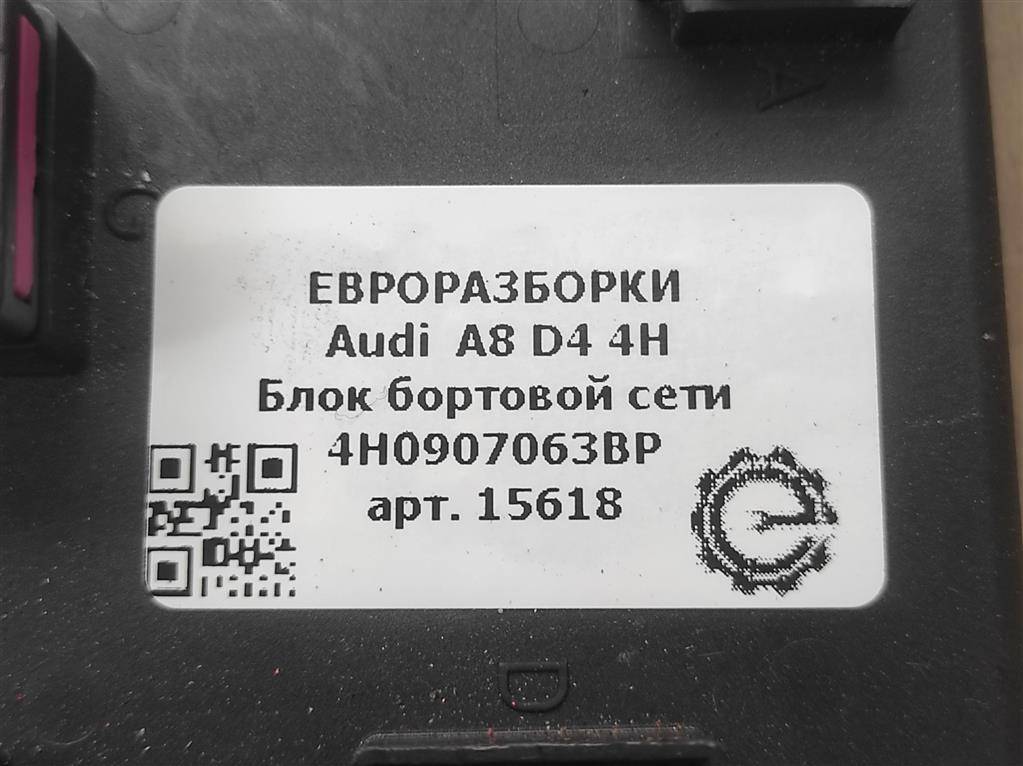 A
G
ЕВРОРАЗБОРКИ
Audi A8 D4 4H
Блок бортовой сети
4H0907063BP
арт. 15618
D